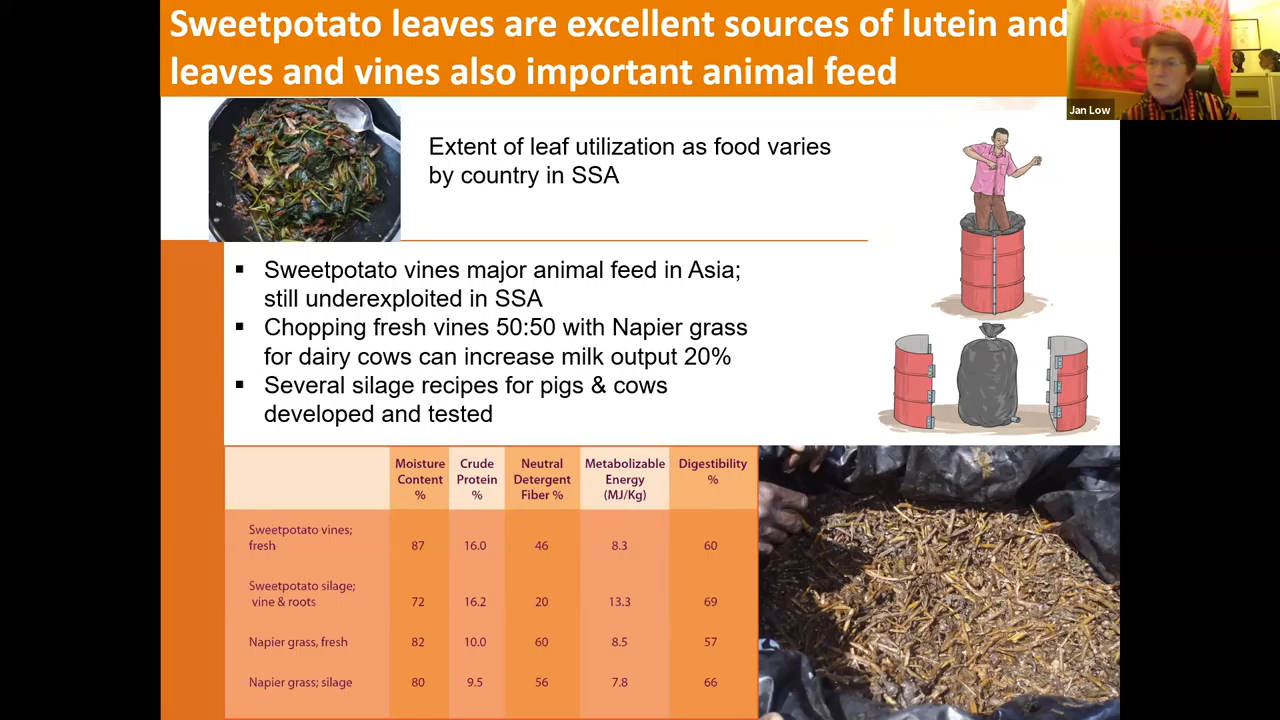 Sweetpotato leaves are excellent sources of lutein and
leaves and vines also important animal feed
Jan Low
Extent of leaf utilization as food varies
by country in SSA
▪ Sweetpotato vines major animal feed in Asia;
still underexploited in SSA
▪ Chopping fresh vines 50:50 with Napier grass
for dairy cows can increase milk output 20%
▪ Several silage recipes for pigs & cows
developed and tested
Moisture Content % Crude Protein % Neutral Detergent Fiber % Metabolizable Energy (MJ/Kg) Digestibility %
Sweetpotato vines;
fresh 87 16.0 46 8.3 60
Sweetpotato silage;
vine & roots 72 16.2 20 13.3 69
Napier grass, fresh 82 10.0 60 8.5 57
Napier grass; silage 80 9.5 56 7.8 66